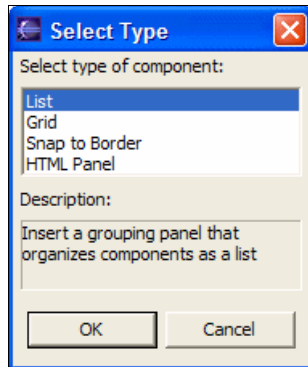 Select Type
Select type of component:
List
Grid
Snap to Border
HTML Panel
Description:
Insert a grouping panel that
organizes components as a list
OK
Cancel